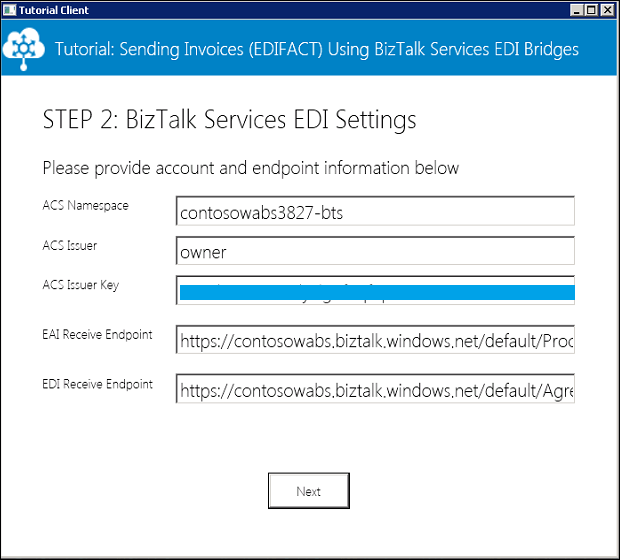 Tutorial Client
Tutorial: Sending Invoices (EDIFACT) Using BizTalk Services EDI Bridges
STEP 2: BizTalk Services EDI Settings
Please provide account and endpoint information below
ACS Namespace
contosowabs3827-bts
ACS Issuer
owner
ACS Issuer Key
EAI Receive Endpoint
https://contosowabs.biztalk.windows.net/default/Proc
EDI Receive Endpoint
https://contosowabs.biztalk.windows.net/default/Agre
Next